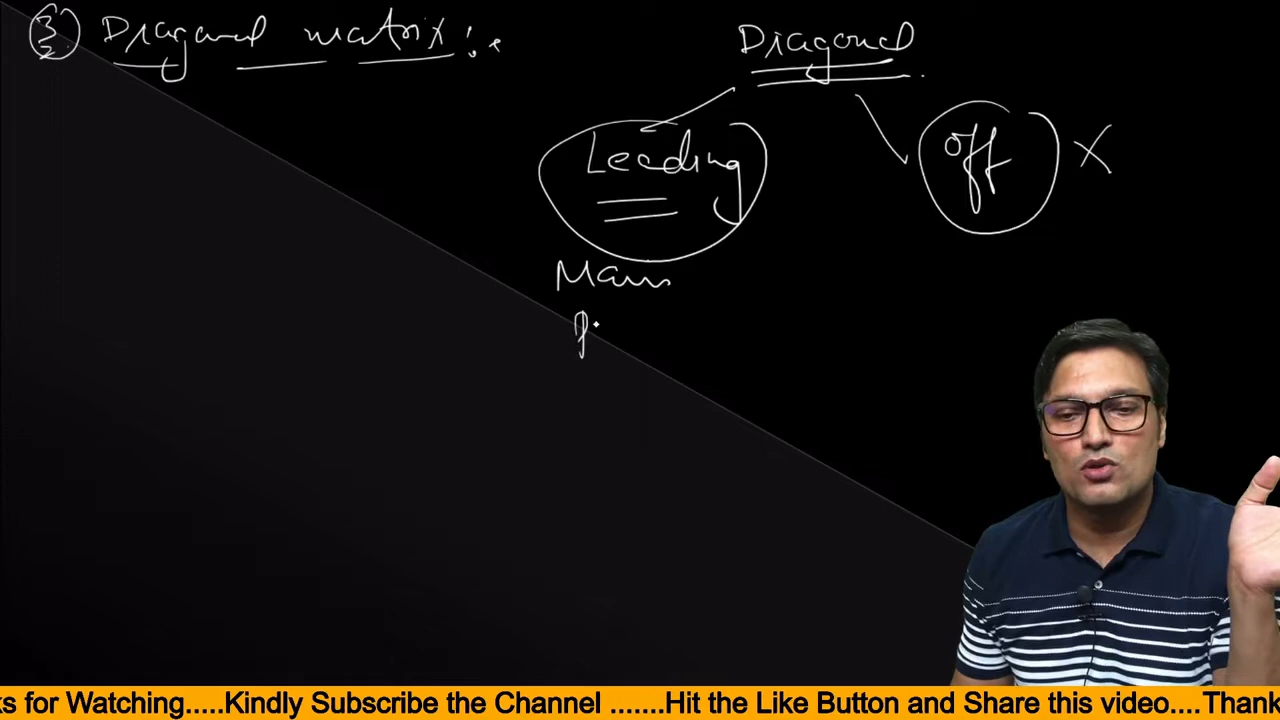 3 Diagonal matrix:.
2.
Diagonal
Leading off X
Main
ks for Watching.....Kindly Subscribe the Channel .......Hit the Like Button and Share this video....Thank